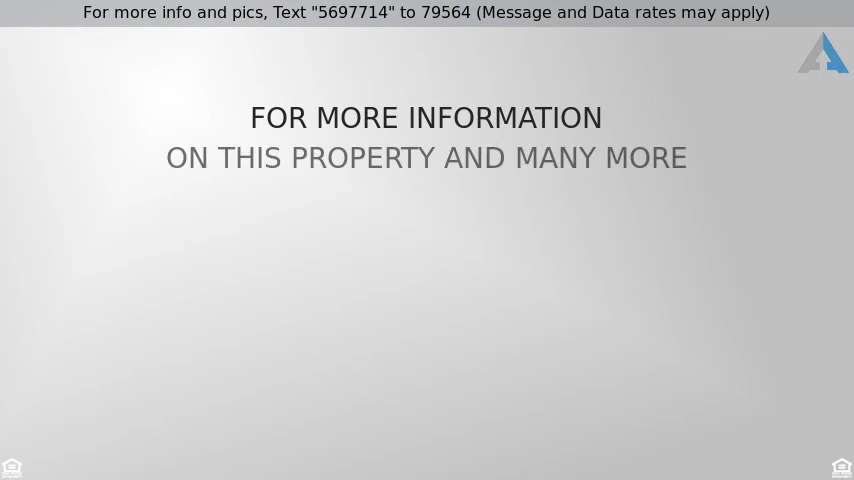 For more info and pics, Text "5697714" to 79564 (Message and Data rates may apply)
FOR MORE INFORMATION
ON THIS PROPERTY AND MANY MORE